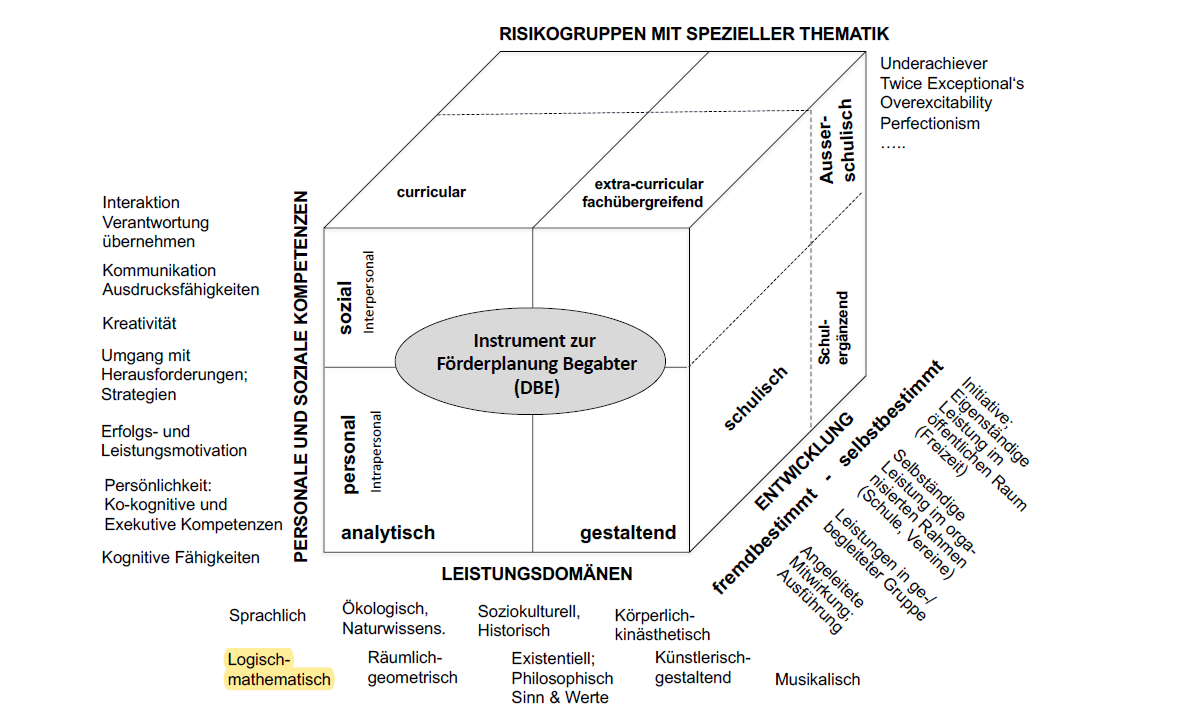 RISIKOGRUPPEN MIT SPEZIELLER THEMATIK
Underachiever
Twice Exceptional‘s
Overexcitability
Perfectionism
…..
Ausser-
schulisch
curricular
extra-curricular
fachübergreifend
PERSONALE UND SOZIALE KOMPETENZEN
Interaktion
Verantwortung
übernehmen
Kommunikation
Ausdrucksfähigkeiten
Kreativität
Umgang mit
Herausforderungen;
Strategien
Erfolgs- und
Leistungsmotivation
Persönlichkeit:
Ko-kognitive und
Exekutive Kompetenzen
Kognitive Fähigkeiten
sozial
Interpersonal
personal
Intrapersonal
Instrument zur
Förderplanung Begabter
(DBE)
analytisch
gestaltend
schulisch
Schul-
ergänzend
ENTWICKLUNG
fremdbestimmt - selbstbestimmt
Initiative;
Eigenständige
Leistung im
öffentlichen Raum
(Freizeit)
Selbständige
Leistung im orga-
nisierten Rahmen
(Schule, Vereine)
Leistungen in ge-/
begleiteter Gruppe
Angeleitete
Mitwirkung;
Ausführung
LEISTUNGSDOMÄNEN
Sprachlich
Ökologisch,
Naturwissens.
Soziokulturell,
Historisch
Körperlich-
kinästhetisch
Logisch-
mathematisch
Räumlich-
geometrisch
Existentiell;
Philosophisch
Sinn & Werte
Künstlerisch-
gestaltend
Musikalisch